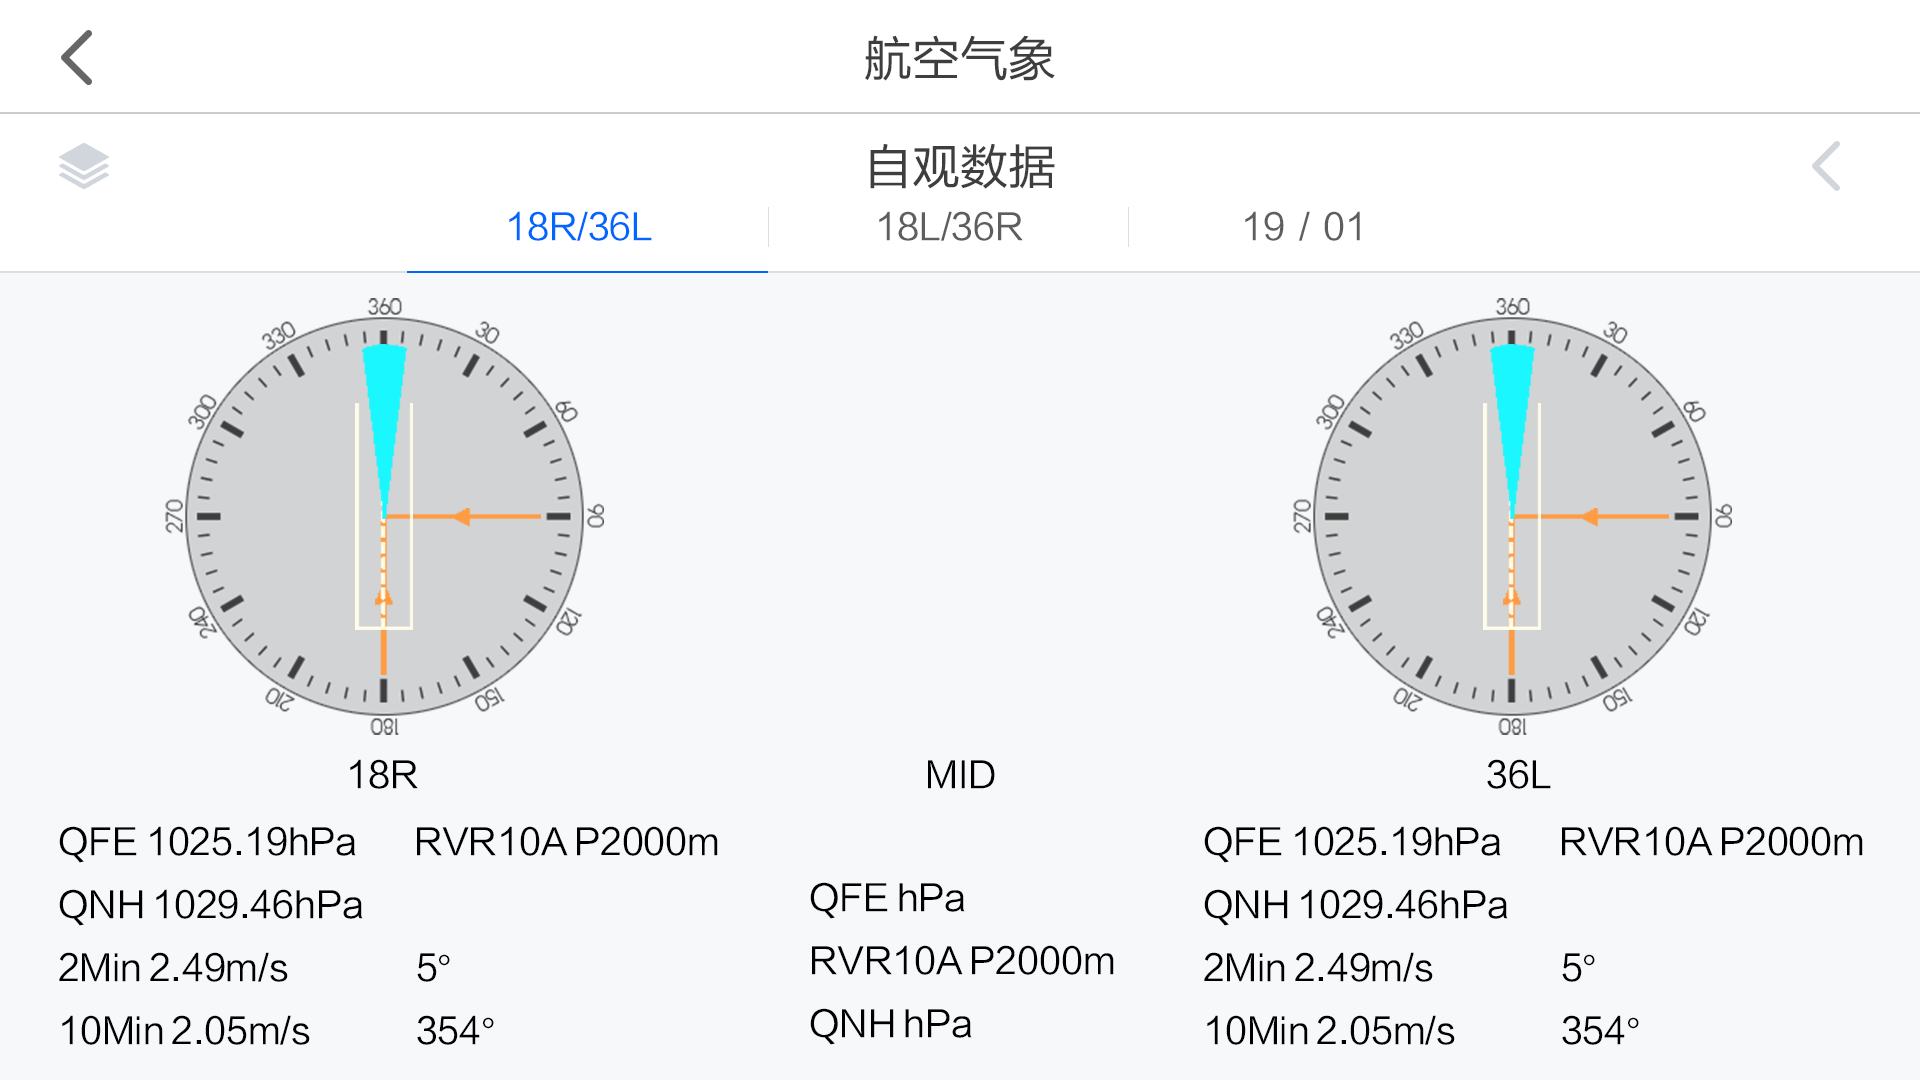 航空气象
自观数据
18R/36L
18L/36R
19 / 01
360
30
60
90
120
150
180
210
240
270
300
330
360
30
60
90
120
150
180
210
240
270
300
330
18R
MID
36L
QFE 1025.19hPa
RVR10A P2000m
QNH 1029.46hPa
2Min 2.49m/s
5°
10Min 2.05m/s
354°
QFE hPa
RVR10A P2000m
QNH hPa
QFE 1025.19hPa
RVR10A P2000m
QNH 1029.46hPa
2Min 2.49m/s
5°
10Min 2.05m/s
354°